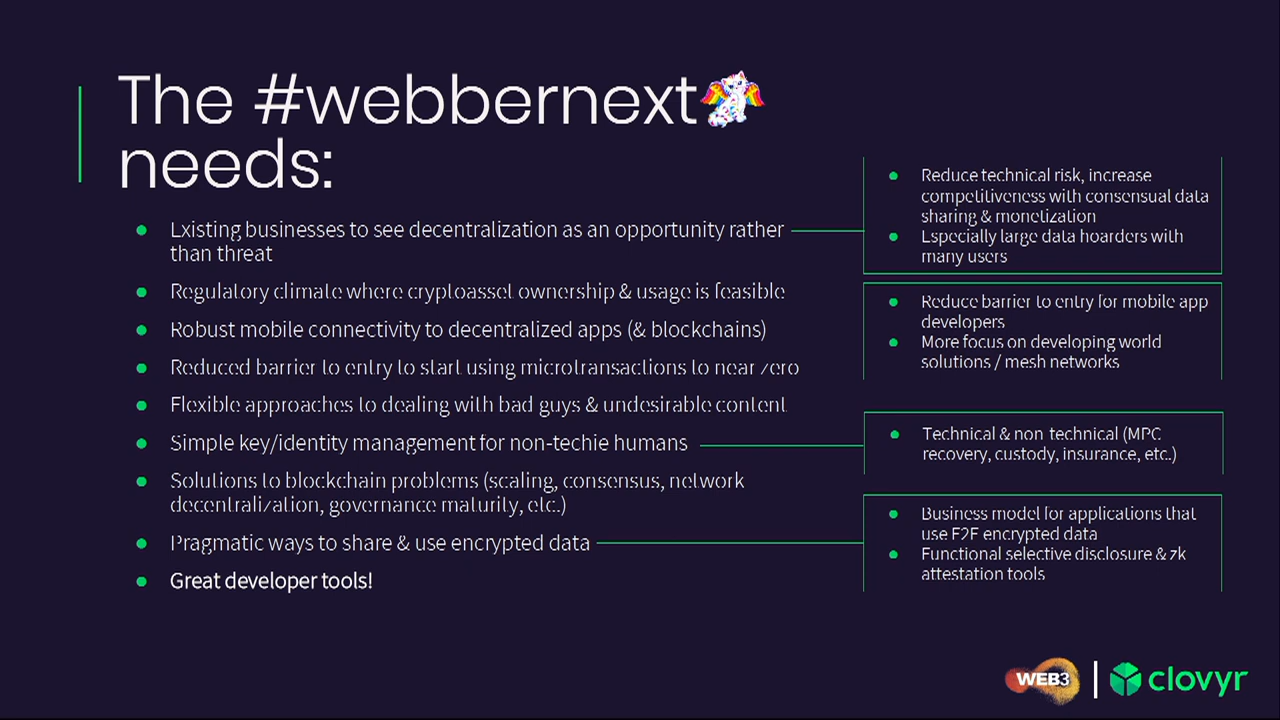 The #webbernext
needs:
Existing businesses to see decentralization as an opportunity rather
than threat
Regulatory climate where cryptoasset ownership & usage is feasible
Robust mobile connectivity to decentralized apps (& blockchains)
Reduced barrier to entry to start using microtransactions to near zero
Flexible approaches to dealing with bad guys & undesirable content
Simple key/identity management for non-techie humans
Solutions to blockchain problems (scaling, consensus, network
decentralization, governance maturity, etc.)
Pragmatic ways to share & use encrypted data
Great developer tools!
Reduce technical risk, increase
competitiveness with consensual data
sharing & monetization
Especially large data hoarders with
many users
Reduce barrier to entry for mobile app
developers
More focus on developing world
solutions / mesh networks
Technical & non-technical (MPC
recovery, custody, insurance, etc.)
Business model for applications that
use E2E encrypted data
Functional selective disclosure & zk
attestation tools
WEB3
clovyr